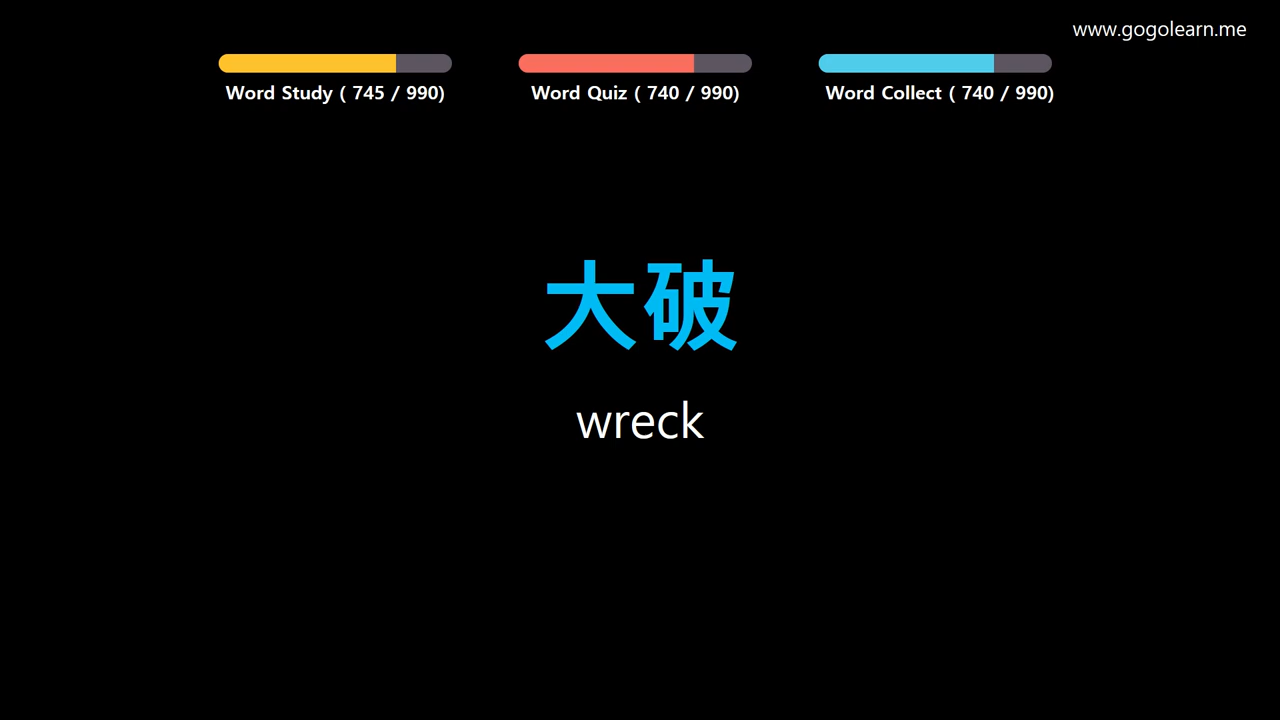 www.gogolearn.me
Word Study ( 745 / 990)
Word Quiz ( 740 / 990)
Word Collect ( 740 / 990)
大破
wreck